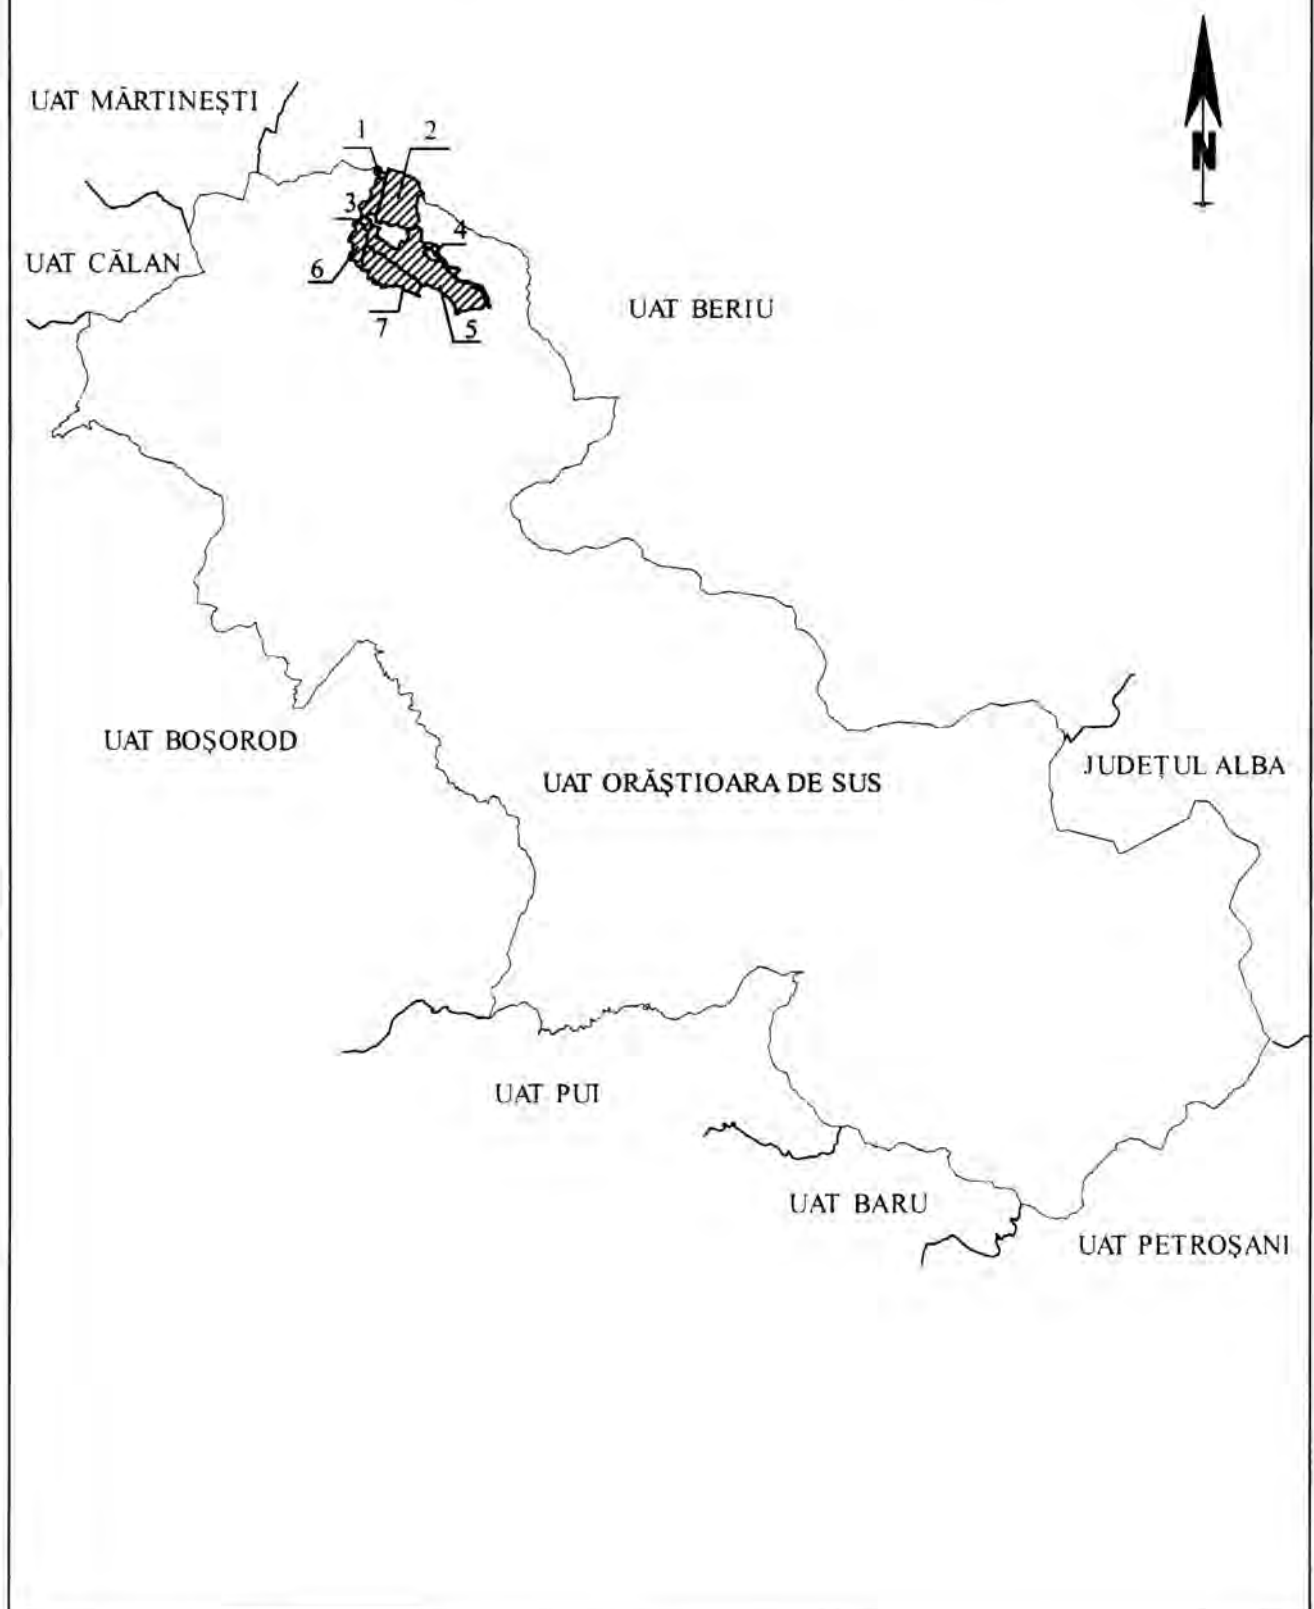 UAT MĂRTINEȘTI
1
2
N
3
4
UAT CĂLAN
6
UAT BERIU
7
5
UAT BOȘOROD
UAT ORĂȘTIOARA DE SUS
JUDEȚUL ALBA
UAT PUI
UAT BARU
UAT PETROȘANI